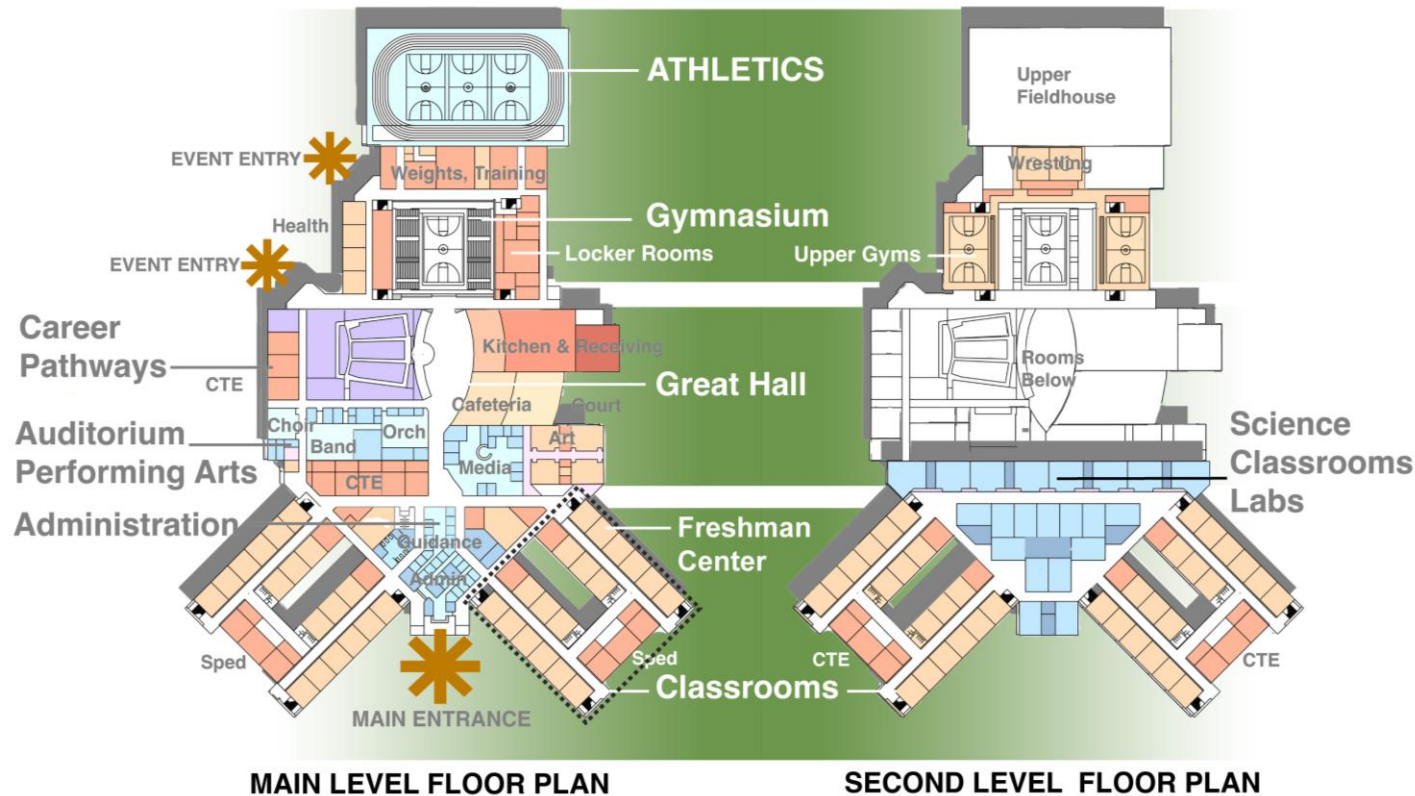 ATHLETICS
Upper
Fieldhouse
EVENT ENTRY
Weights, Training
Wrestling
Health
Gymnasium
EVENT ENTRY
Locker Rooms
Upper Gyms
Career
Pathways
CTE
Kitchen & Receiving
Great Hall
Rooms
Below
Cafeteria
Court
Choir
Band
Orch
Art
Auditorium
Performing Arts
Media
CTE
Science
Classrooms
Labs
Administration
Guidance
Admin
Freshman
Center
Sped
Sped
CTE
CTE
Classrooms
MAIN ENTRANCE
MAIN LEVEL FLOOR PLAN
SECOND LEVEL FLOOR PLAN